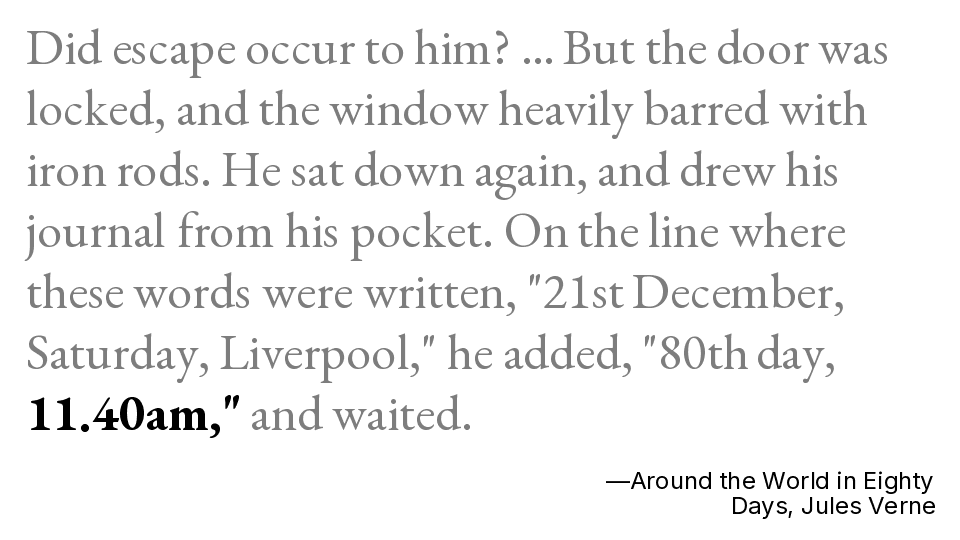 Did escape occur to him? ... But the door was
locked, and the window heavily barred with
iron rods. He sat down again, and drew his
journal from his pocket. On the line where
these words were written, "21st December,
Saturday, Liverpool," he added, "80th day,
11.40am," and waited.
—Around the World in Eighty
Days, Jules Verne